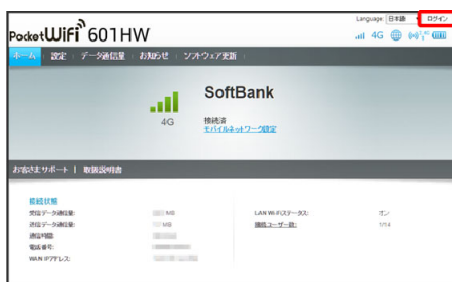 Language: 日本語 ログイン
Pocket WiFi 601HW
4G
ホーム 設定 データ通信量 お知らせ ソフトウェア更新
SoftBank
4G
接続済
モバイルネットワーク設定
お客さまサポート | 取扱説明書
接続状態
受信データ通信量: MB
送信データ通信量: MB
通信時間:
電話番号:
WAN IPアドレス:
LAN Wi-Fiステータス: オン
接続ユーザー数: 1/14